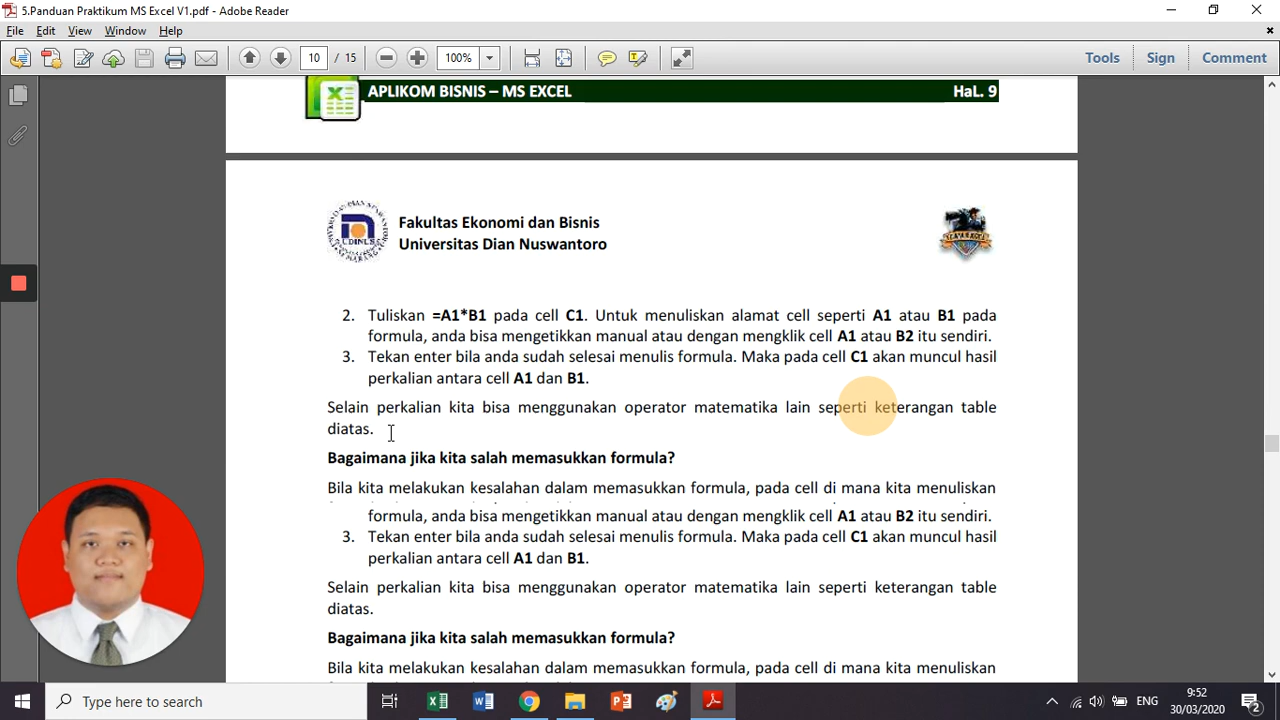 5.Panduan Praktikum MS Excel V1.pdf - Adobe Reader
File Edit View Window Help
10 / 15 100% Tools Sign Comment
APLIKOM BISNIS – MS EXCEL HaL. 9
Fakultas Ekonomi dan Bisnis
Universitas Dian Nuswantoro
2. Tuliskan =A1*B1 pada cell C1. Untuk menuliskan alamat cell seperti A1 atau B1 pada
formula, anda bisa mengetikkan manual atau dengan mengklik cell A1 atau B2 itu sendiri.
3. Tekan enter bila anda sudah selesai menulis formula. Maka pada cell C1 akan muncul hasil
perkalian antara cell A1 dan B1.
Selain perkalian kita bisa menggunakan operator matematika lain seperti keterangan table
diatas.
Bagaimana jika kita salah memasukkan formula?
Bila kita melakukan kesalahan dalam memasukkan formula, pada cell di mana kita menuliskan
formula, anda bisa mengetikkan manual atau dengan mengklik cell A1 atau B2 itu sendiri.
3. Tekan enter bila anda sudah selesai menulis formula. Maka pada cell C1 akan muncul hasil
perkalian antara cell A1 dan B1.
Selain perkalian kita bisa menggunakan operator matematika lain seperti keterangan table
diatas.
Bagaimana jika kita salah memasukkan formula?
Bila kita melakukan kesalahan dalam memasukkan formula, pada cell di mana kita menuliskan
Type here to search
ENG
9:52
30/03/2020
2